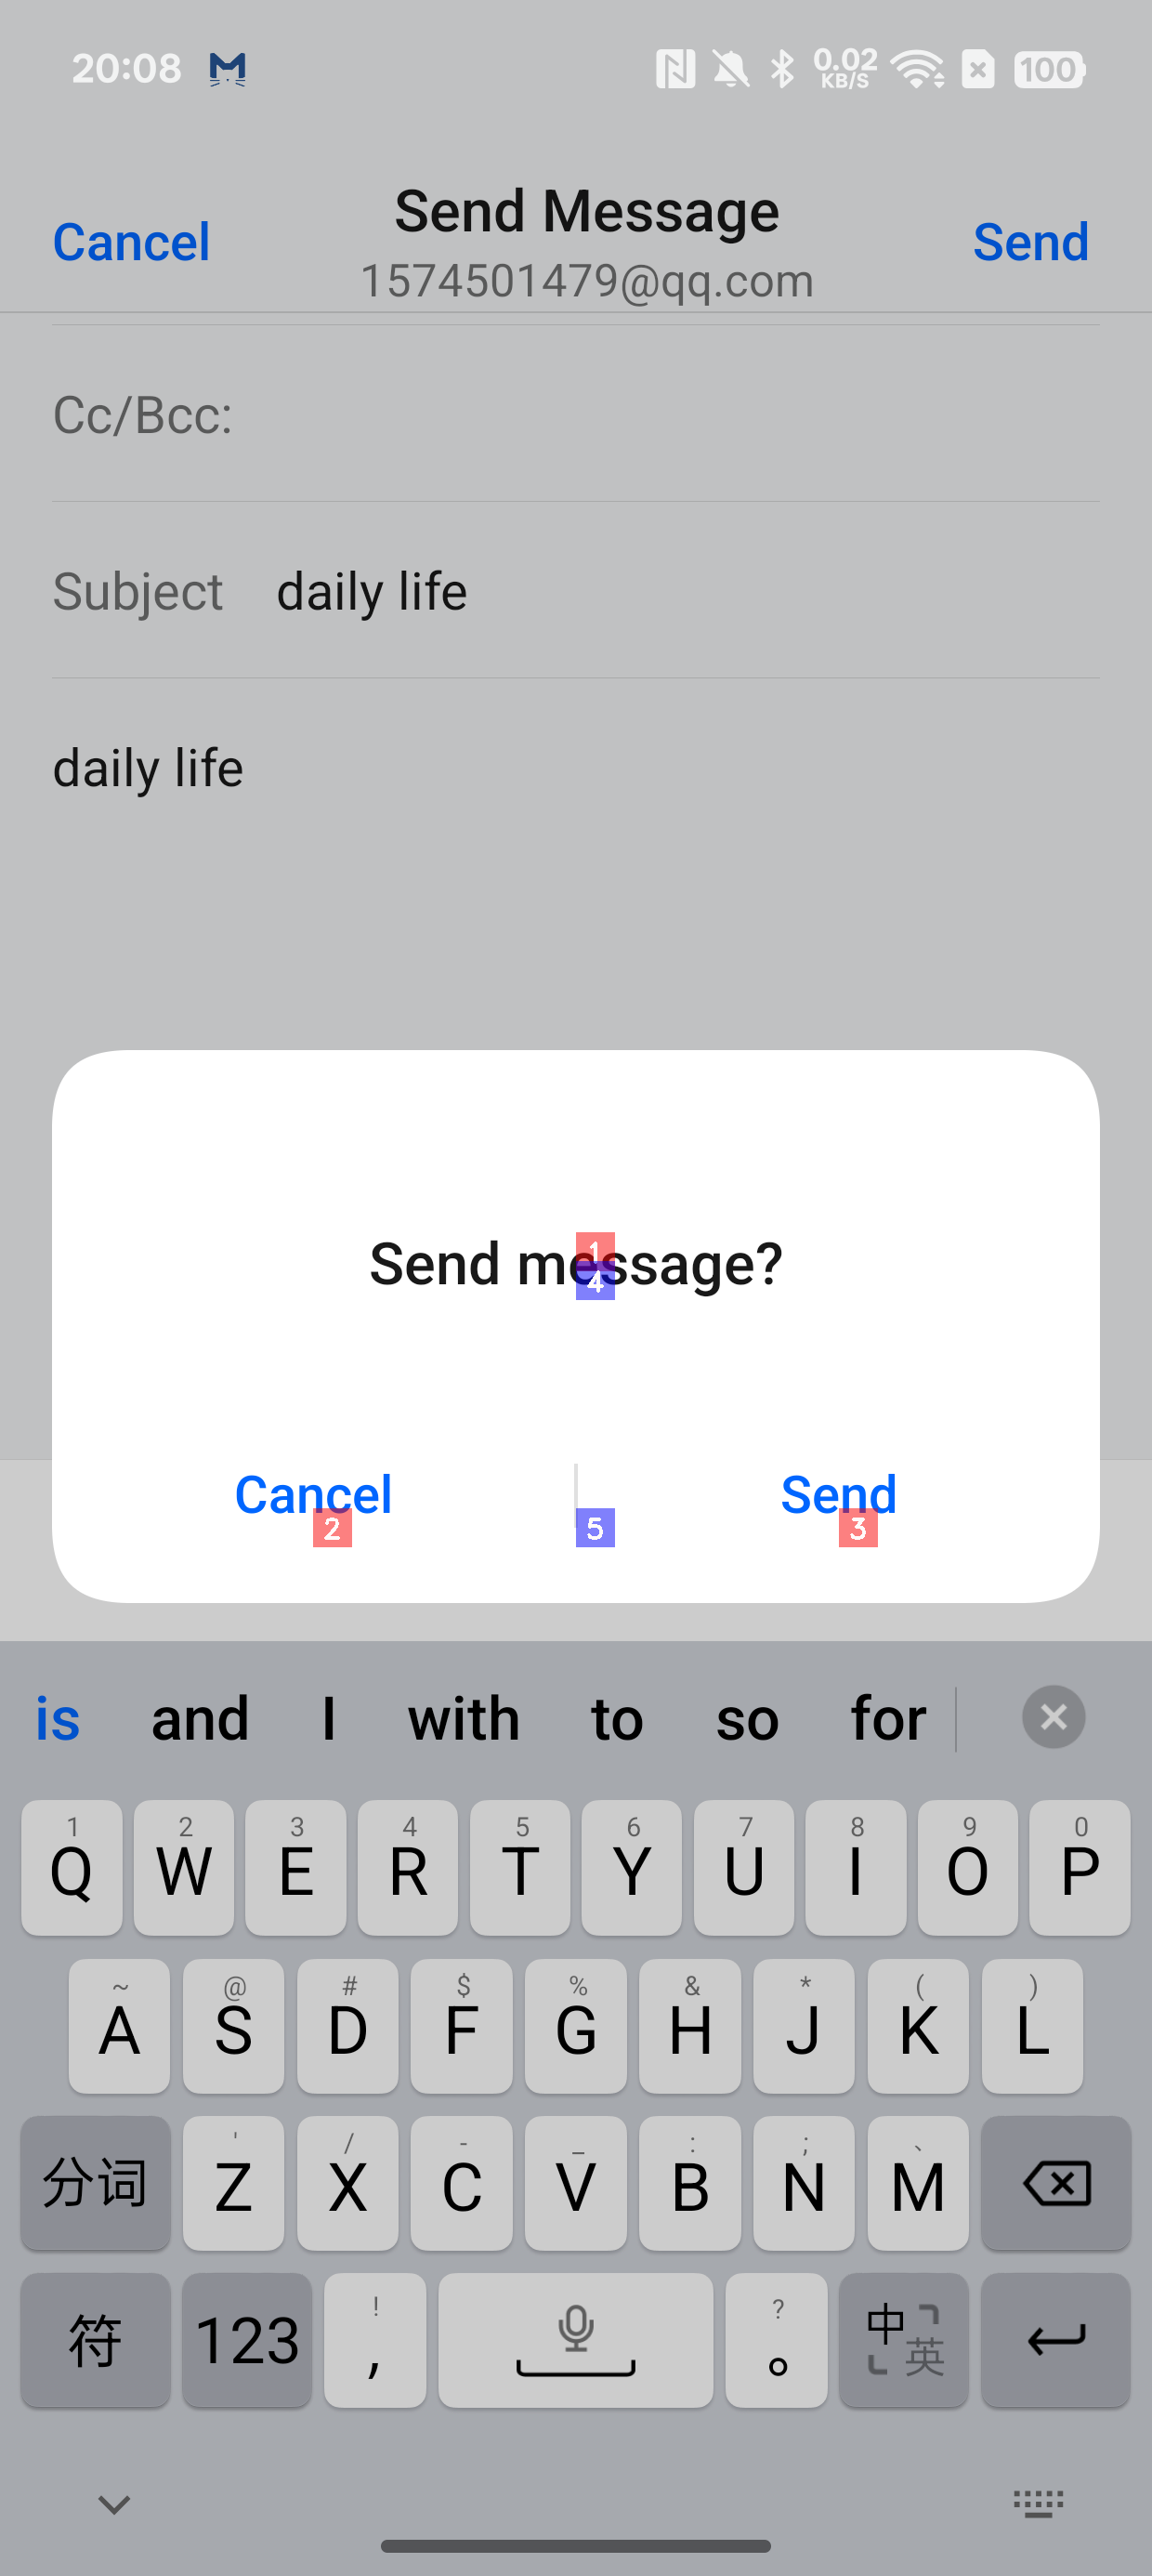 20:08 0.02 KB/S 100
Send Message
Cancel Send
1574501479@qq.com
Cc/Bcc:
Subject daily life
daily life
1
Send message?
4
Cancel Send
2 5 3
is and I with to so for
1 2 3 4 5 6 7 8 9 0
Q W E R T Y U I O P
~ @ # $ % & * ( )
A S D F G H J K L
' / - _ : ; 、
分词 Z X C V B N M
! ?
符 123 , 。 中 英